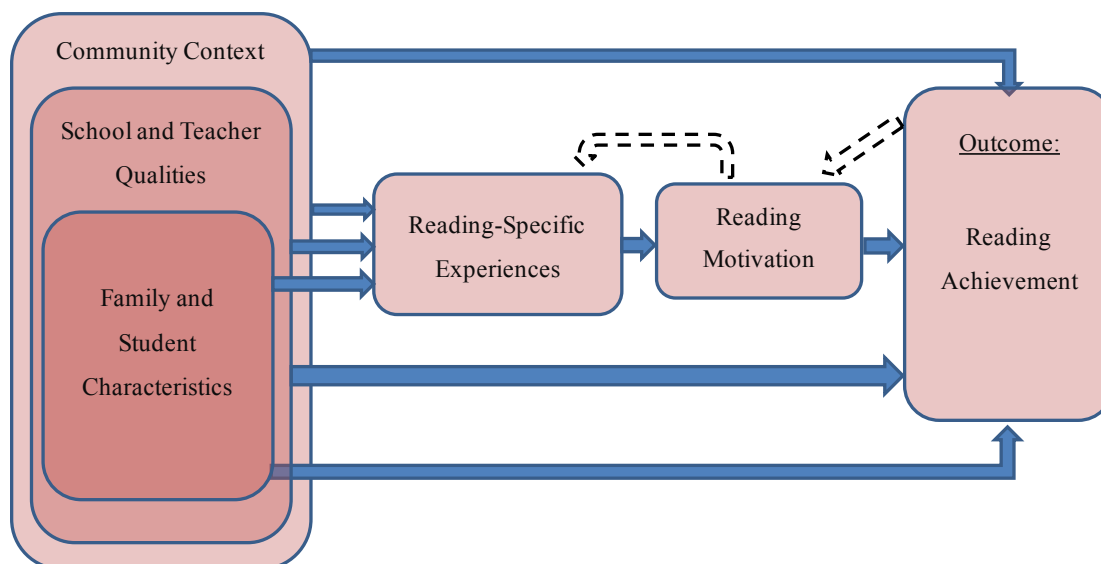 Community Context
School and Teacher
Qualities
Family and
Student
Characteristics
Reading-Specific
Experiences
Reading
Motivation
Outcome:
Reading
Achievement